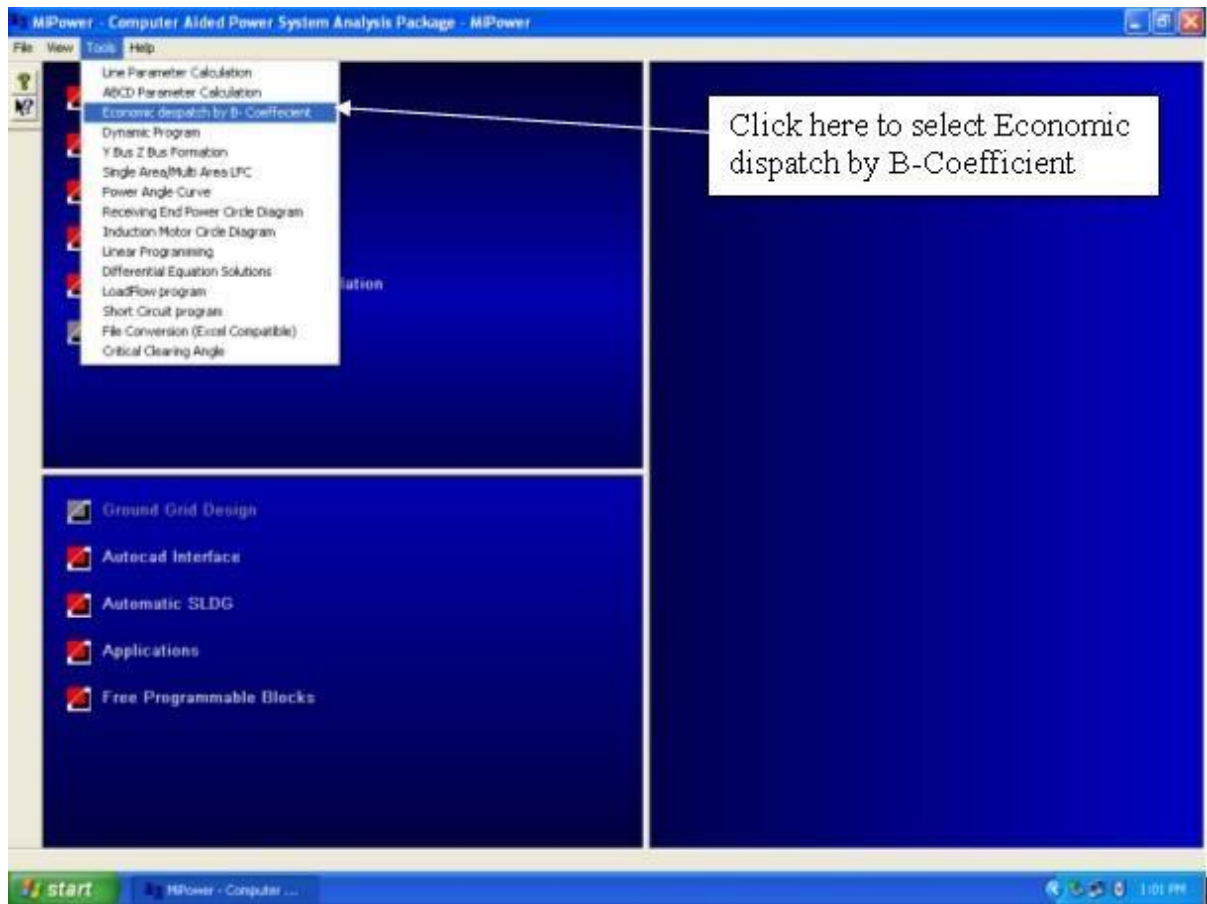 MiPower - Computer Aided Power System Analysis Package - MiPower
File View Tools Help
Line Parameter Calculation
ABCD Parameter Calculation
Economic despatch by B- Coeffecient
Dynamic Program
Y Bus Z Bus Formation
Single Area/Multi Area LFC
Power Angle Curve
Receiving End Power Circle Diagram
Induction Motor Circle Diagram
Linear Programming
Differential Equation Solutions
LoadFlow program
Short Circuit program
File Conversion (Excel Compatible)
Critical Clearing Angle
lation
Click here to select Economic
dispatch by B-Coefficient
Ground Grid Design
Autocad Interface
Automatic SLDG
Applications
Free Programmable Blocks
start
MiPower - Computer ...
1:01 PM